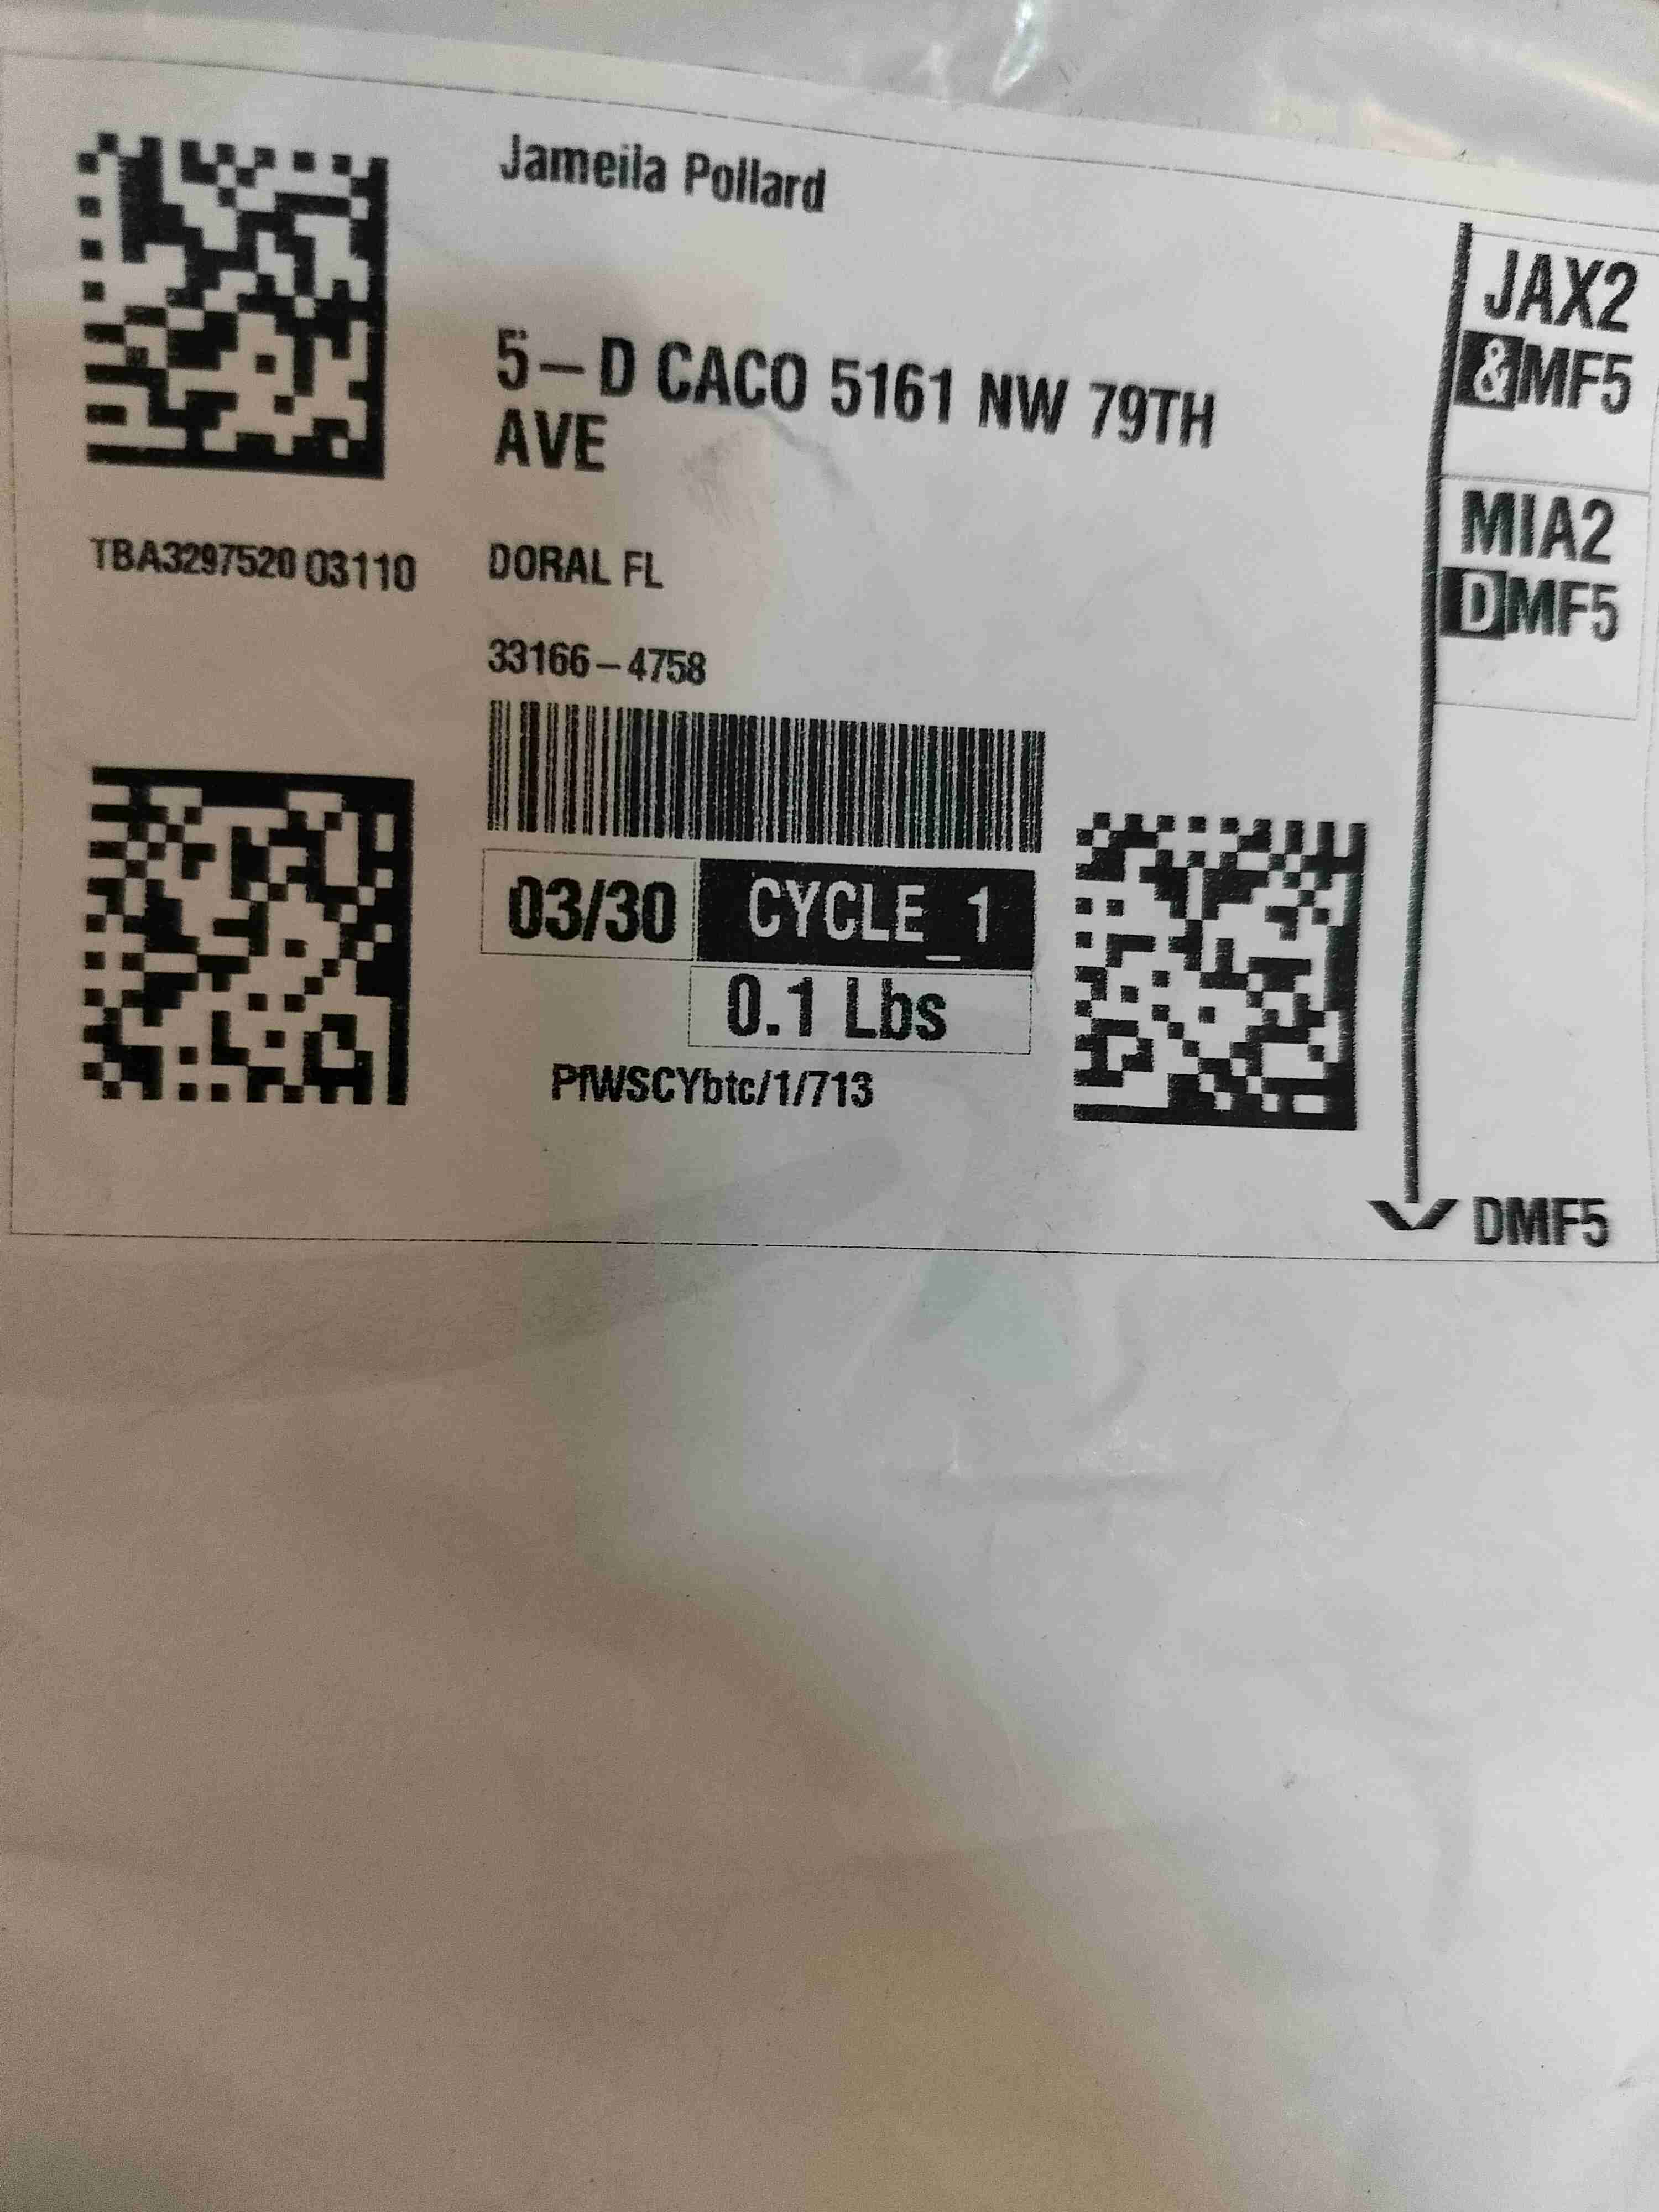 Jameila Pollard
5-D CACO 5161 NW 79TH
AVE
TBA3297520 03110
DORAL FL
33166-4758
03/30
CYCLE_1
0.1 Lbs
PfWSCYbtc/1/713
JAX2
&MF5
MIA2
DMF5
DMF5